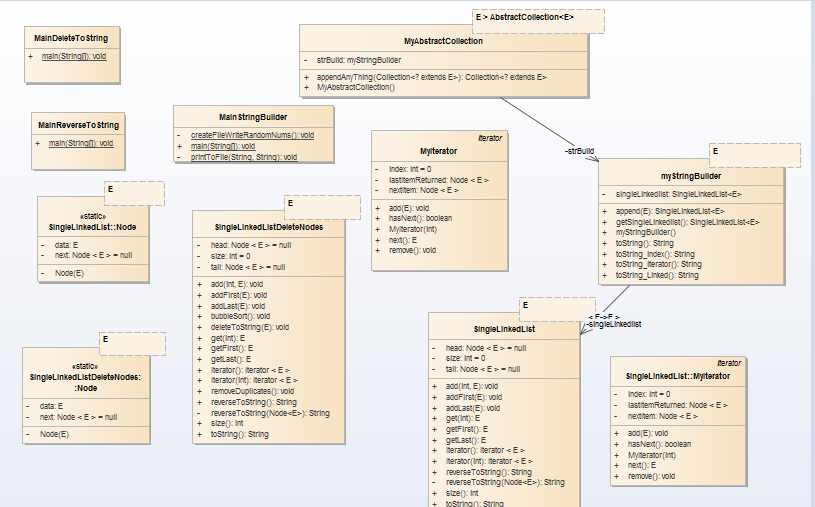 MainDeleteToString
+ main(String[]): void
MainReverseToString
+ main(String[]): void
MainStringBuilder
- createFileWriteRandomNums(): void
+ main(String[]): void
- printToFile(String, String): void
E > AbstractCollection<E>
MyAbstractCollection
- strBuild: myStringBuilder
+ appendAnyThing(Collection<? extends E>): Collection<? extends E>
+ MyAbstractCollection()
-strBuild
Iterator
MyIterator
- index: int = 0
- lastItemReturned: Node < E >
- nextItem: Node < E >
+ add(E): void
+ hasNext(): boolean
+ MyIterator(int)
+ next(): E
+ remove(): void
E
myStringBuilder
- singleLinkedlist: SingleLinkedList<E>
+ append(E): SingleLinkedList<E>
+ getSinglelinkedlist(): SingleLinkedList<E>
+ myStringBuilder()
+ toString(): String
+ toString_Index(): String
+ toString_Iterator(): String
+ toString_Linked(): String
< E->E >
-singleLinkedlist
E
«static»
SingleLinkedList::Node
- data: E
- next: Node < E > = null
- Node(E)
E
SingleLinkedListDeleteNodes
- head: Node < E > = null
- size: int = 0
- tail: Node < E > = null
+ add(int, E): void
+ addFirst(E): void
+ addLast(E): void
+ bubbleSort(): void
+ deleteToString(E): void
+ get(int): E
+ getFirst(): E
+ getLast(): E
+ iterator(): Iterator < E >
+ iterator(int): Iterator < E >
+ removeDuplicates(): void
+ reverseToString(): String
- reverseToString(Node<E>): String
+ size(): int
+ toString(): String
E
«static»
SingleLinkedListDeleteNodes:
:Node
- data: E
- next: Node < E > = null
- Node(E)
E
SingleLinkedList
- head: Node < E > = null
- size: int = 0
- tail: Node < E > = null
+ add(int, E): void
+ addFirst(E): void
+ addLast(E): void
+ get(int): E
+ getFirst(): E
+ getLast(): E
+ iterator(): Iterator < E >
+ iterator(int): Iterator < E >
+ reverseToString(): String
- reverseToString(Node<E>): String
+ size(): int
+ toString(): String
Iterator
SingleLinkedList::MyIterator
- index: int = 0
- lastItemReturned: Node < E >
- nextItem: Node < E >
+ add(E): void
+ hasNext(): boolean
+ MyIterator(int)
+ next(): E
+ remove(): void